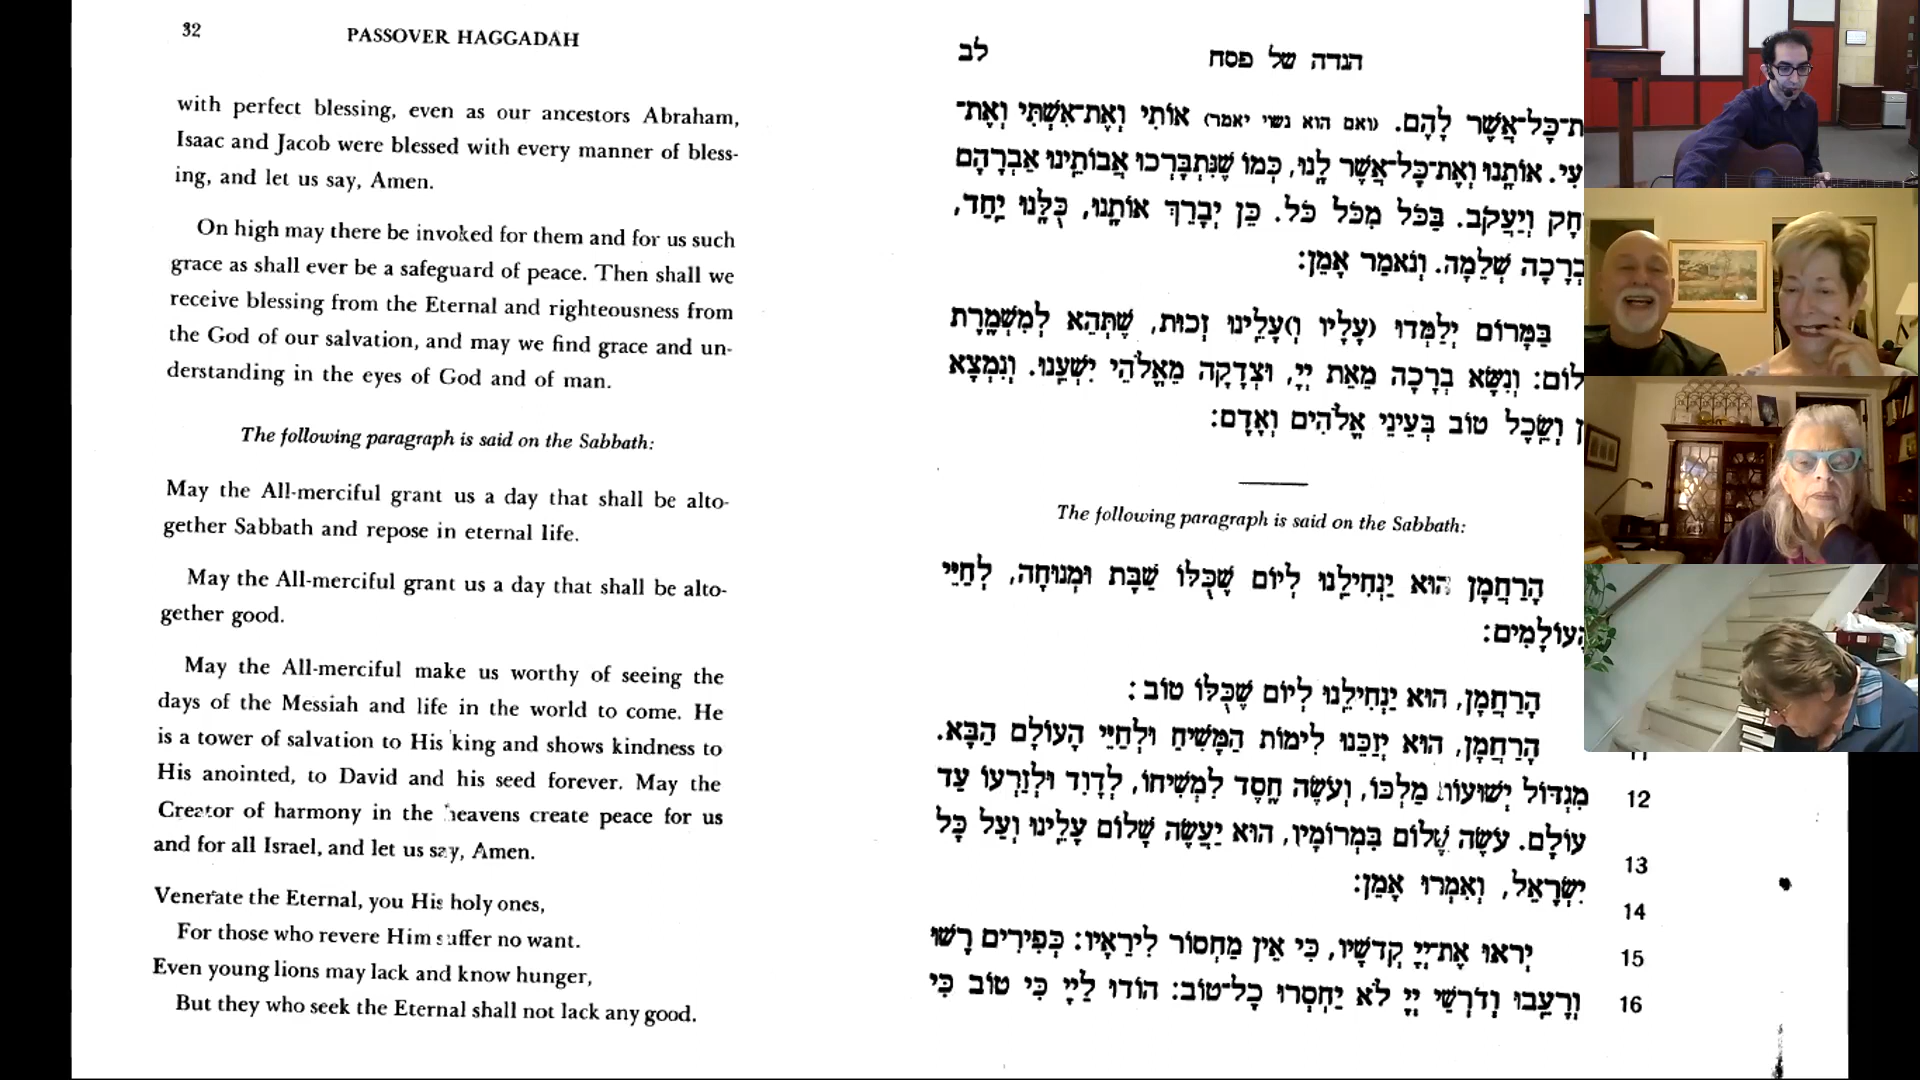 32
PASSOVER HAGGADAH
with perfect blessing, even as our ancestors Abraham,
Isaac and Jacob were blessed with every manner of bless-
ing, and let us say, Amen.
On high may there be invoked for them and for us such
grace as shall ever be a safeguard of peace. Then shall we
receive blessing from the Eternal and righteousness from
the God of our salvation, and may we find grace and un-
derstanding in the eyes of God and of man.
The following paragraph is said on the Sabbath:
May the All-merciful grant us a day that shall be alto-
gether Sabbath and repose in eternal life.
May the All-merciful grant us a day that shall be alto-
gether good.
May the All-merciful make us worthy of seeing the
days of the Messiah and life in the world to come. He
is a tower of salvation to His king and shows kindness to
His anointed, to David and his seed forever. May the
Creator of harmony in the heavens create peace for us
and for all Israel, and let us say, Amen.
Venerate the Eternal, you His holy ones,
For those who revere Him suffer no want.
Even young lions may lack and know hunger,
But they who seek the Eternal shall not lack any good.
הגדה של פסח
לב
כָּל־אֲשֶׁר לָהֶם. (ואם הוא נשוי יאמר) אוֹתִי וְאֶת־אִשְׁתִּי וְאֶת־
אוֹתָֽנוּ וְאֶת־כָּל־אֲשֶׁר לָֽנוּ, כְּמוֹ שֶׁנִּתְבָּרְכוּ אֲבוֹתֵֽינוּ אַבְרָהָם
וְיַעֲקֹב. בַּכֹּל מִכֹּל כֹּל. כֵּן יְבָרֵךְ אוֹתָֽנוּ, כֻּלָּֽנוּ יַֽחַד,
בְרָכָה שְׁלֵמָה. וְנֹאמַר אָמֵן:
בַּמָּרוֹם יְלַמְּדוּ (עָלָיו וְ)עָלֵֽינוּ זְכוּת, שֶׁתְּהֵא לְמִשְׁמֶֽרֶת
לוֹם: וְנִשָּׂא בְרָכָה מֵאֵת יְיָ, וּצְדָקָה מֵאֱלֹהֵי יִשְׁעֵֽנוּ. וְנִמְצָא
וְשֵֽׂכֶל טוֹב בְּעֵינֵי אֱלֹהִים וְאָדָם:
The following paragraph is said on the Sabbath:
הָרַחֲמָן הוּא יַנְחִילֵֽנוּ לְיוֹם שֶׁכֻּלּוֹ שַׁבָּת וּמְנוּחָה, לְחַיֵּי
הָעוֹלָמִים:
הָרַחֲמָן, הוּא יַנְחִילֵֽנוּ לְיוֹם שֶׁכֻּלּוֹ טוֹב:
הָרַחֲמָן, הוּא יְזַכֵּנוּ לִימוֹת הַמָּשִׁיחַ וּלְחַיֵּי הָעוֹלָם הַבָּא.
מִגְדּוֹל יְשׁוּעוֹת מַלְכּוֹ, וְעֹשֶׂה חֶֽסֶד לִמְשִׁיחוֹ, לְדָוִד וּלְזַרְעוֹ עַד 12
עוֹלָם. עֹשֶׂה שָׁלוֹם בִּמְרוֹמָיו, הוּא יַעֲשֶׂה שָׁלוֹם עָלֵֽינוּ וְעַל כָּל 13
יִשְׂרָאֵל, וְאִמְרוּ אָמֵן: 14
יְראוּ אֶת־יְיָ קְדֹשָׁיו, כִּי אֵין מַחְסוֹר לִירֵאָיו: כְּפִירִים רָשׁוּ 15
וְרָעֵֽבוּ וְדֹרְשֵׁי יְיָ לֹא יַחְסְרוּ כָל־טוֹב: הוֹדוּ לַייָ כִּי טוֹב כִּי 16